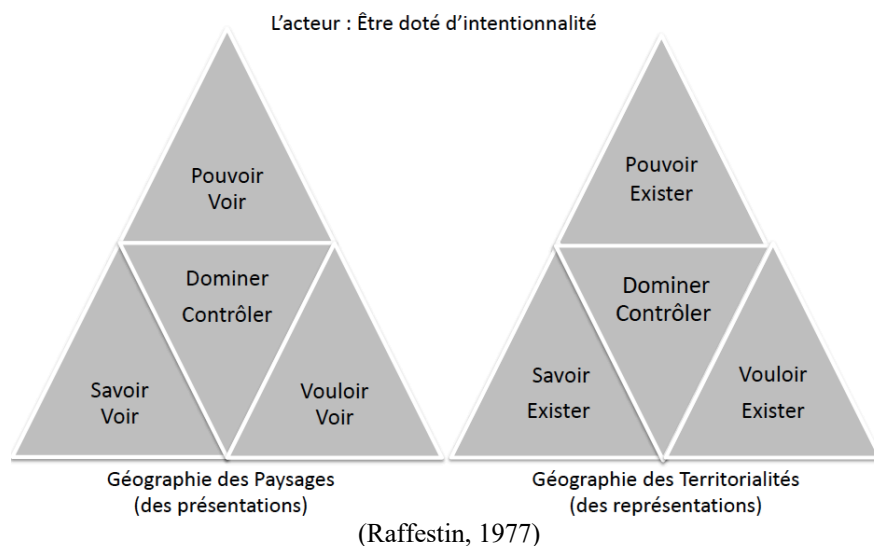 L'acteur : Être doté d'intentionnalité
Pouvoir
Voir
Dominer
Contrôler
Savoir
Voir
Vouloir
Voir
Géographie des Paysages
(des présentations)
Pouvoir
Exister
Dominer
Contrôler
Savoir
Exister
Vouloir
Exister
Géographie des Territorialités
(des représentations)
(Raffestin, 1977)